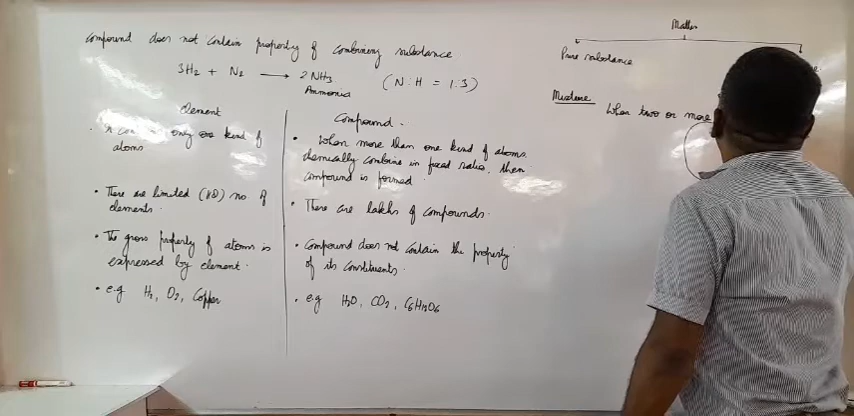 Compound does not contain property of combining substance.
3H2 + N2 → 2NH3 (N:H = 1:3)
Ammonia
Element
only one kind of
atoms
• There are limited no of
elements.
• The gross property of atoms is
expressed by element.
• e.g H2, O2, Copper
Compound.
• When more than one kind of atoms
chemically combine in fixed ratio, then
compound is formed.
• There are lakhs of compounds.
• Compound does not contain the property
of its constituents.
• e.g H2O, CO2, C6H12O6
Matter
Pure substance
Mixture
When two or more